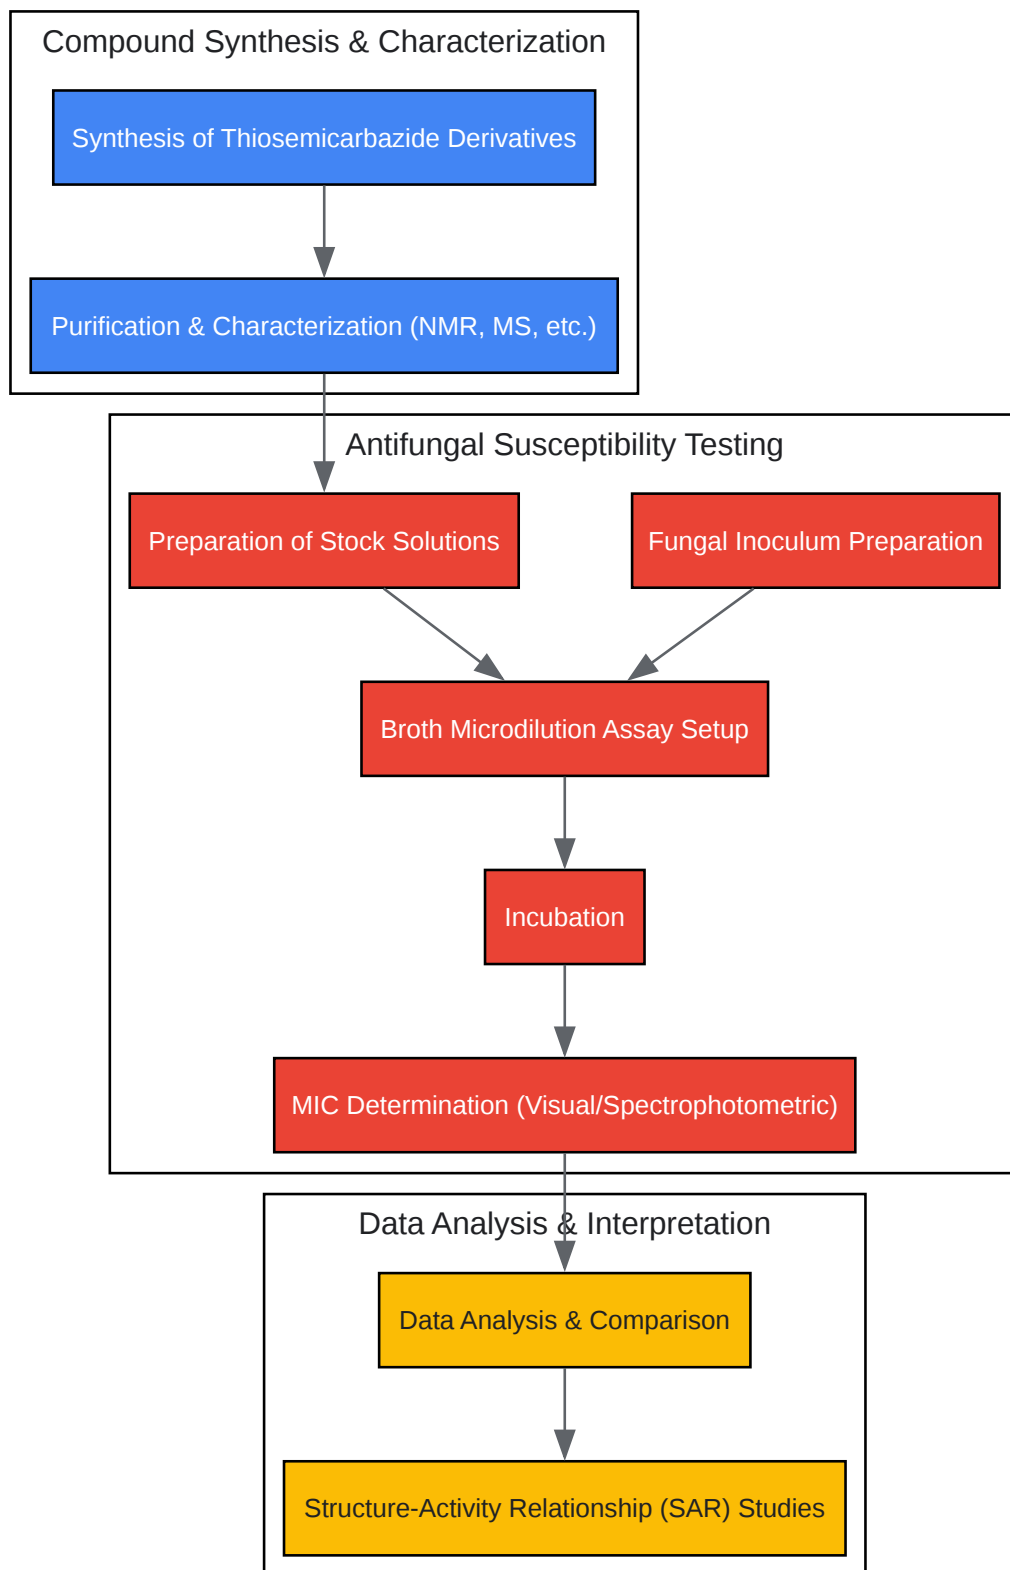 Compound Synthesis & Characterization
Synthesis of Thiosemicarbazide Derivatives
Purification & Characterization (NMR, MS, etc.)
Antifungal Susceptibility Testing
Preparation of Stock Solutions
Fungal Inoculum Preparation
Broth Microdilution Assay Setup
Incubation
MIC Determination (Visual/Spectrophotometric)
Data Analysis & Interpretation
Data Analysis & Comparison
Structure-Activity Relationship (SAR) Studies